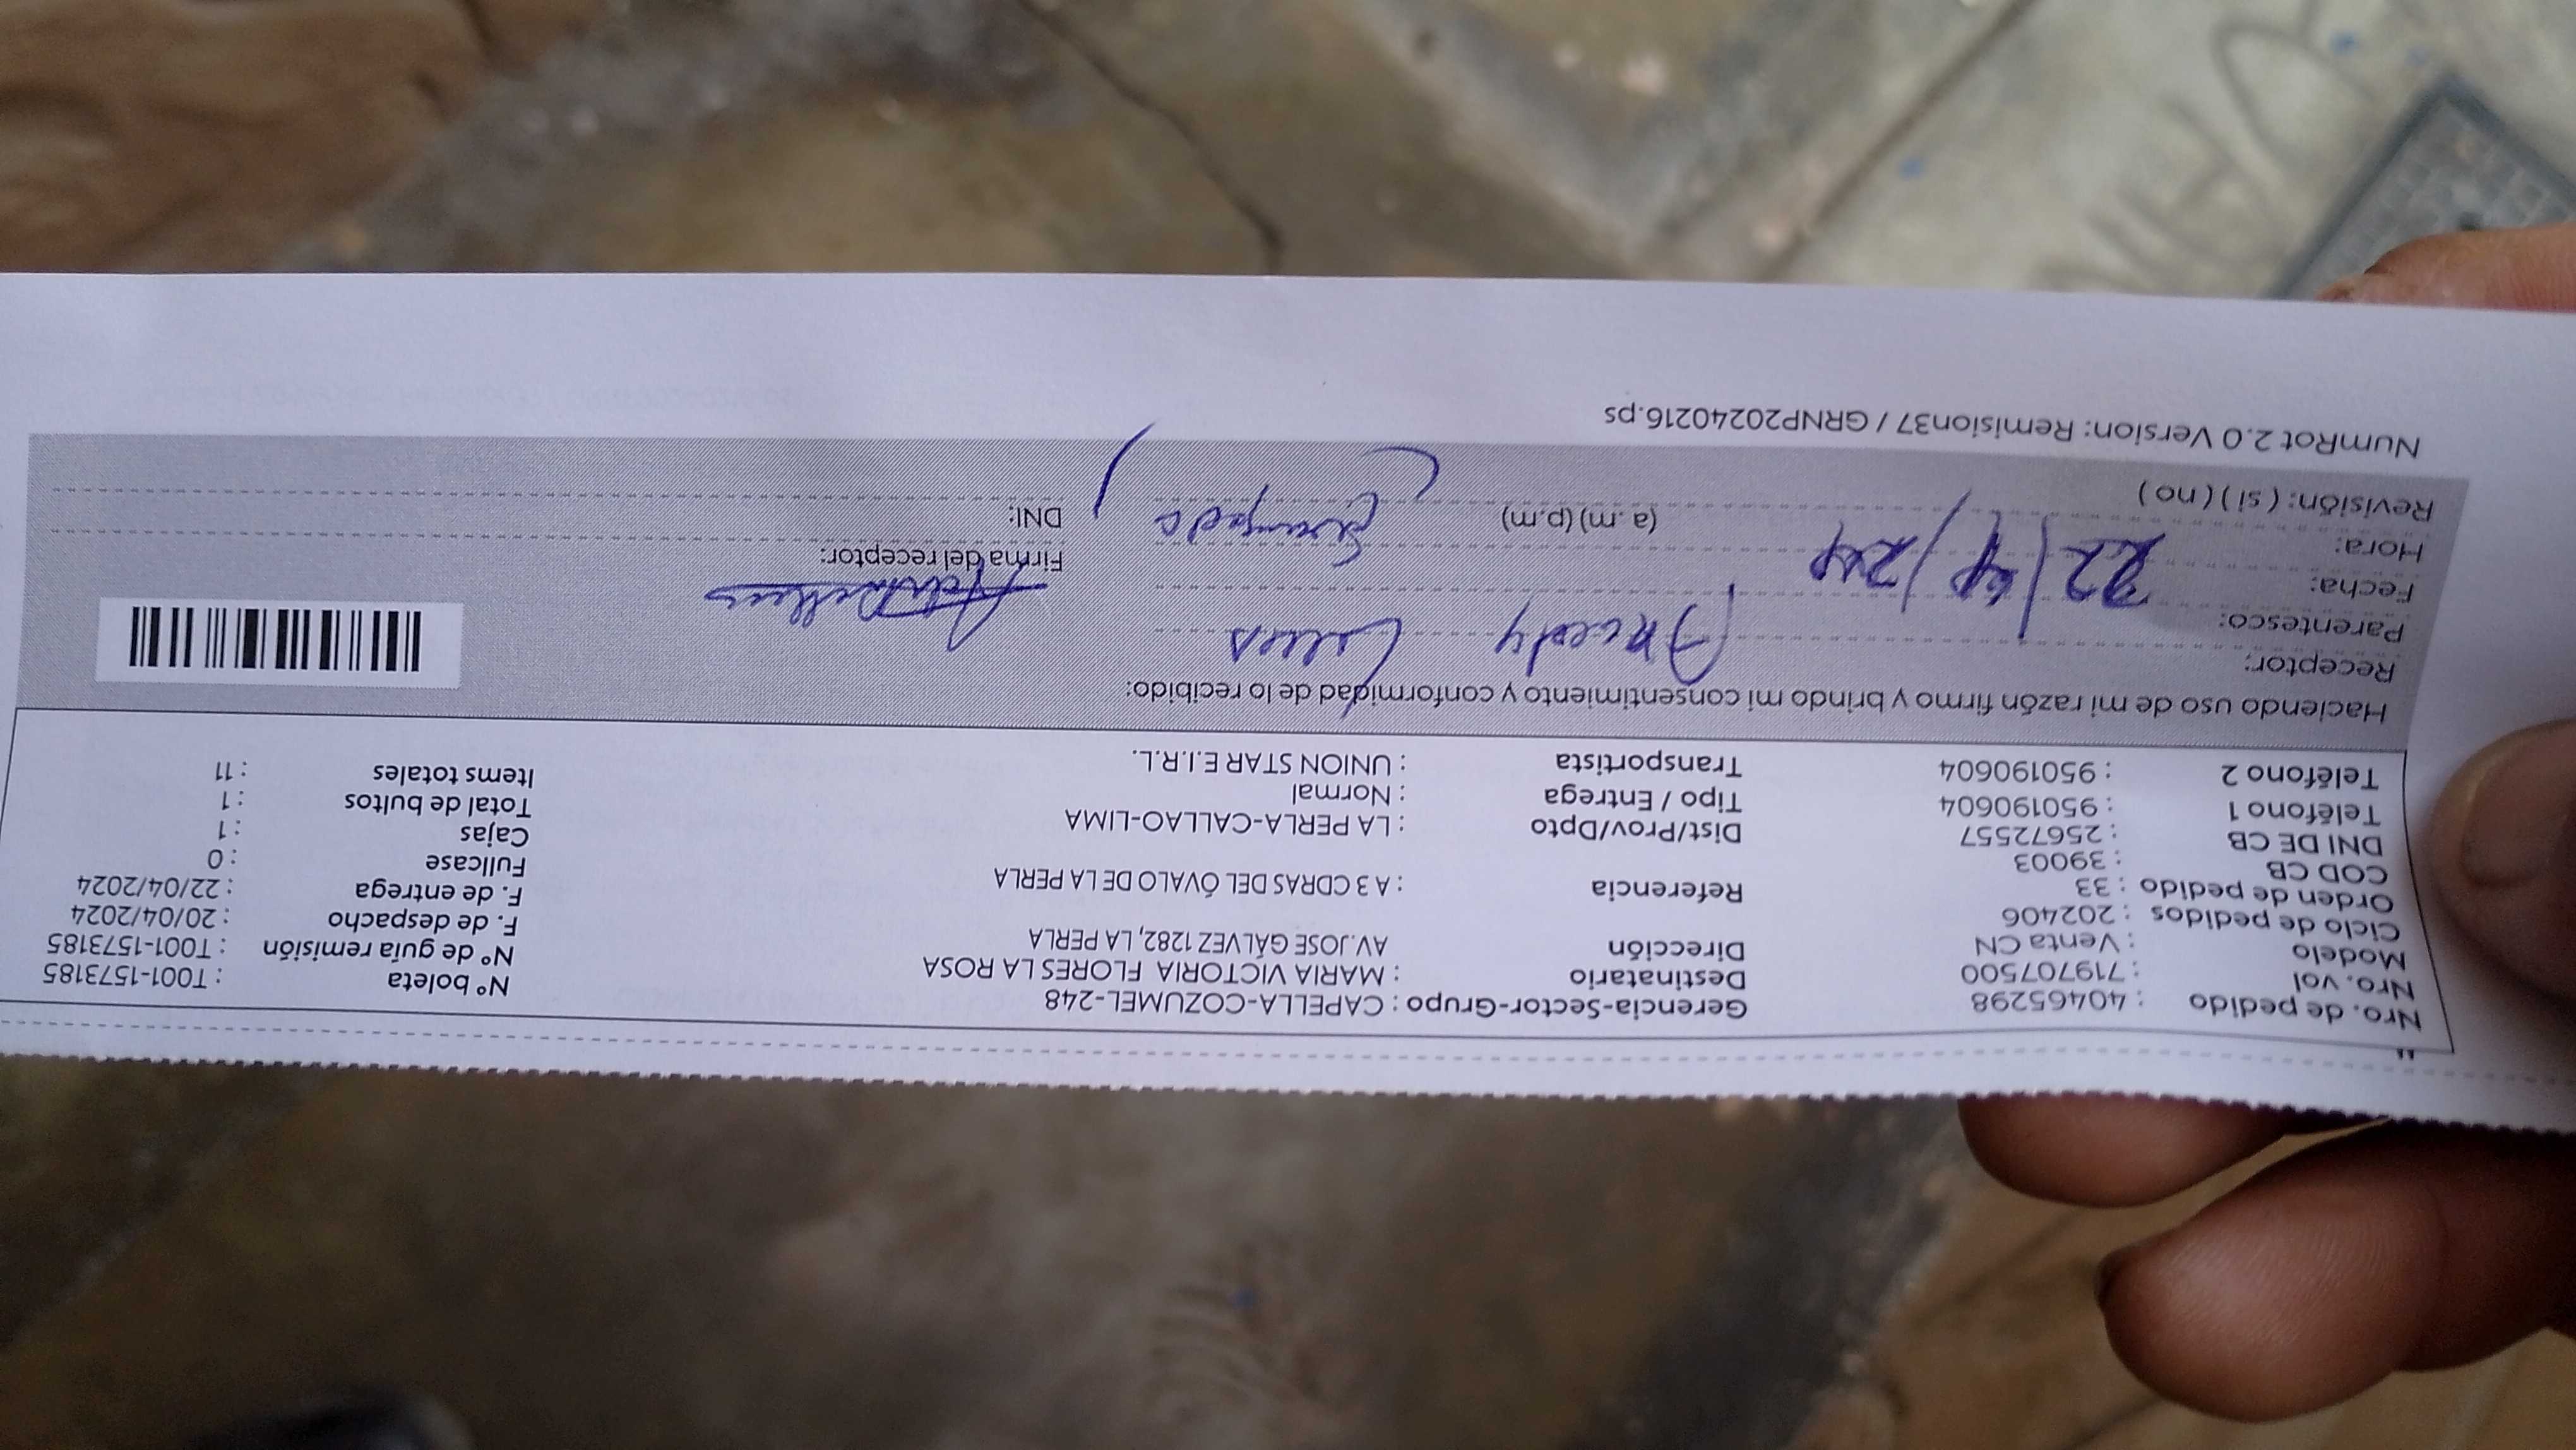 Nro. de pedido : 40465298 Gerencia-Sector-Grupo : CAPELLA-COZUMEL-248 Nº boleta : T001-1573185
Nro. vol : 719707500 Destinatario : MARIA VICTORIA FLORES LA ROSA Nº de guía remisión : T001-1573185
Modelo : Venta CN Dirección AV.JOSE GÁLVEZ 1282, LA PERLA F. de despacho : 20/04/2024
Ciclo de pedidos : 202406 F. de entrega : 22/04/2024
Orden de pedido : 33 Referencia : A 3 CDRAS DEL ÓVALO DE LA PERLA Fullcase : 0
COD CB : 39003 Cajas : 1
DNI DE CB : 25672557 Dist/Prov/Dpto : LA PERLA-CALLAO-LIMA Total de bultos : 1
Teléfono 1 : 950190604 Tipo / Entrega : Normal Items totales : 11
Teléfono 2 : 950190604 Transportista : UNION STAR E.I.R.L.
Haciendo uso de mi razón firmo y brindo mi consentimiento y conformidad de lo recibido:
Receptor:
Parentesco:
Fecha: 22/4/24
Hora: (a.m) (p.m) Firma del receptor:
Revisión: ( si ) ( no ) DNI:
NumRot 2.0 Version: Remision37 / GRNP20240216.ps